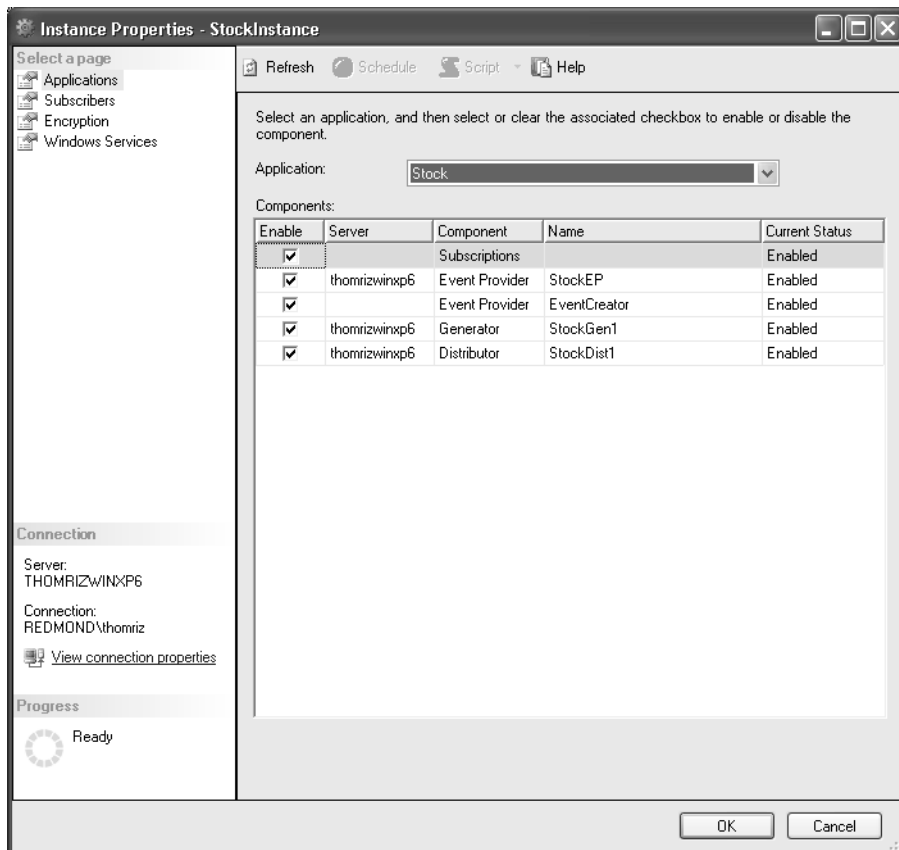 Instance Properties - StockInstance
Select a page
Applications
Subscribers
Encryption
Windows Services
Refresh Schedule Script Help
Select an application, and then select or clear the associated checkbox to enable or disable the
component.
Application: Stock
Components:
Enable Server Component Name Current Status
Subscriptions Enabled
thomrizwinxp6 Event Provider StockEP Enabled
Event Provider EventCreator Enabled
thomrizwinxp6 Generator StockGen1 Enabled
thomrizwinxp6 Distributor StockDist1 Enabled
Connection
Server:
THOMRIZWINXP6
Connection:
REDMOND\thomriz
View connection properties
Progress
Ready
OK Cancel